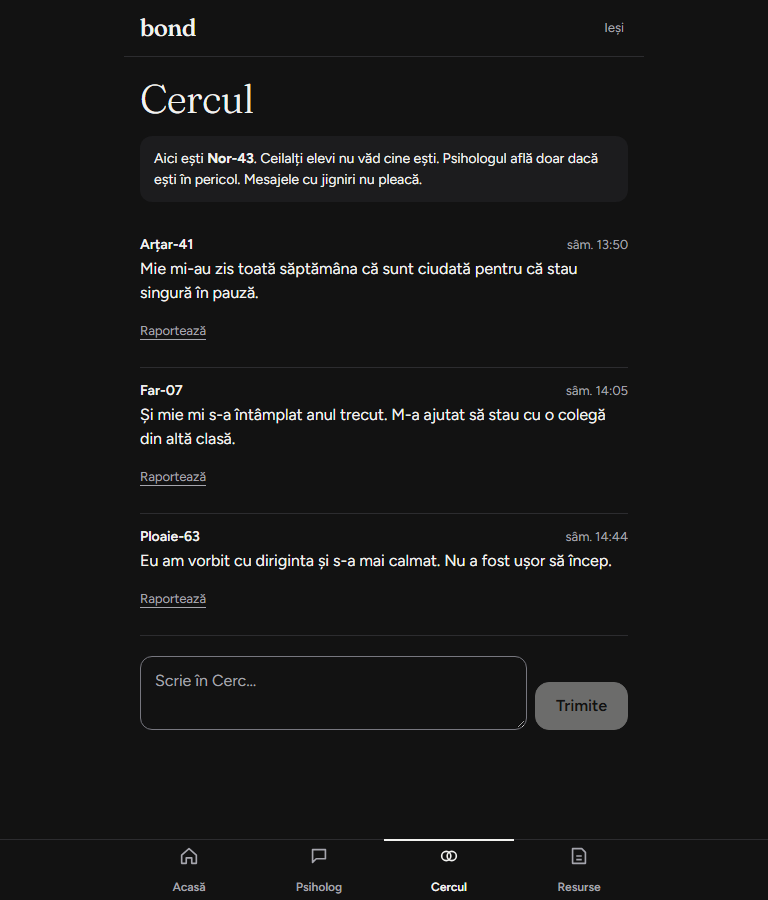 bond
Ieși
Cercul
Aici ești Nor-43. Ceilalți elevi nu văd cine ești. Psihologul află doar dacă
ești în pericol. Mesajele cu jigniri nu pleacă.
Arțar-41
sâm. 13:50
Mie mi-au zis toată săptămâna că sunt ciudată pentru că stau
singură în pauză.
Raportează
Far-07
sâm. 14:05
Și mie mi s-a întâmplat anul trecut. M-a ajutat să stau cu o colegă
din altă clasă.
Raportează
Ploaie-63
sâm. 14:44
Eu am vorbit cu diriginta și s-a mai calmat. Nu a fost ușor să încep.
Raportează
Scrie în Cerc...
Trimite
Acasă
Psiholog
Cercul
Resurse